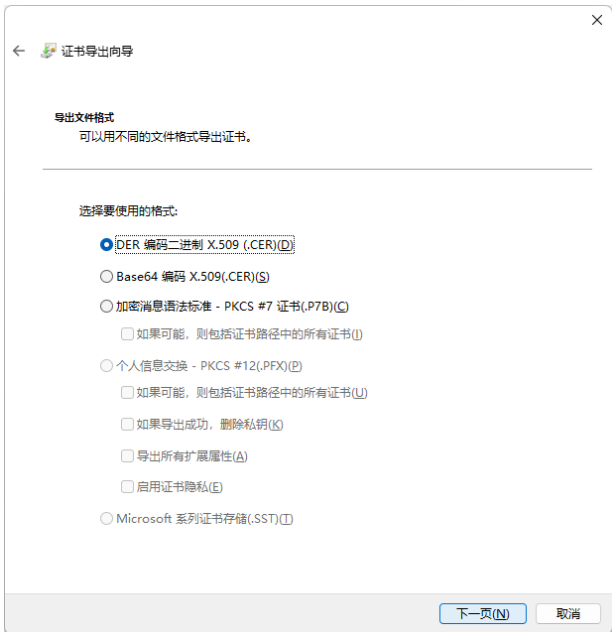 证书导出向导
导出文件格式
可以用不同的文件格式导出证书。
选择要使用的格式:
DER 编码二进制 X.509 (.CER)(D)
Base64 编码 X.509(.CER)(S)
加密消息语法标准 - PKCS #7 证书(.P7B)(C)
如果可能，则包括证书路径中的所有证书(I)
个人信息交换 - PKCS #12(.PFX)(P)
如果可能，则包括证书路径中的所有证书(U)
如果导出成功，删除私钥(K)
导出所有扩展属性(A)
启用证书隐私(E)
Microsoft 系列证书存储(.SST)(T)
下一页(N) 取消